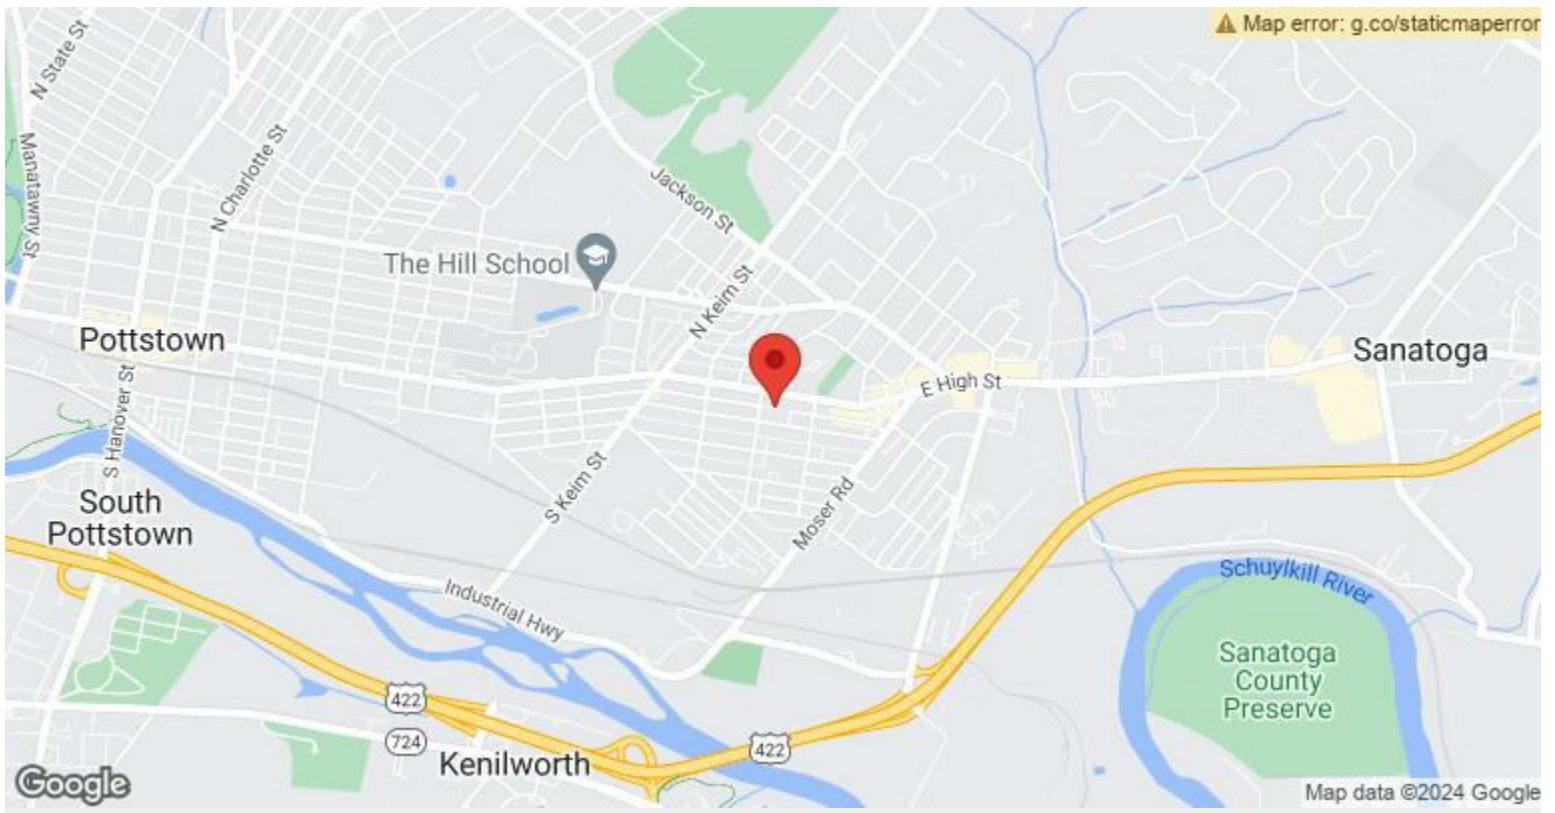 Map error: g.co/staticmaperror
N State St
Manatawny St
N Charlotte St
Jackson St
The Hill School
N Keim St
Pottstown
Sanatoga
E High St
S Hanover St
S Keim St
Moser Rd
South
Pottstown
Industrial Hwy
Schuylkill River
Sanatoga
County
Preserve
422
724
422
Kenilworth
Google
Map data ©2024 Google